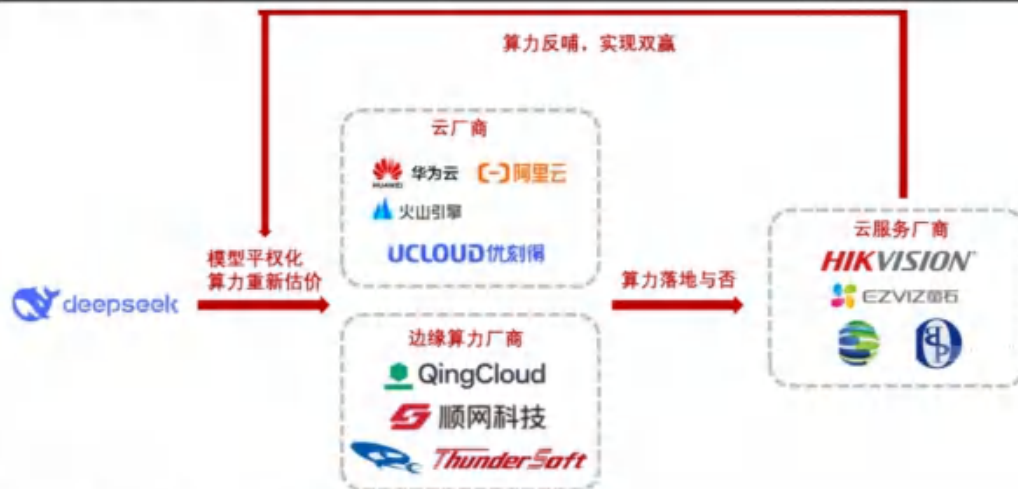 算力反哺，实现双赢
云厂商
HUAWEI 华为云 阿里云
火山引擎
UCLOUD优刻得
模型平权化
算力重新估价
deepseek
算力落地与否
边缘算力厂商
QingCloud
顺网科技
ThunderSoft
云服务厂商
HIKVISION
EZVIZ萤石